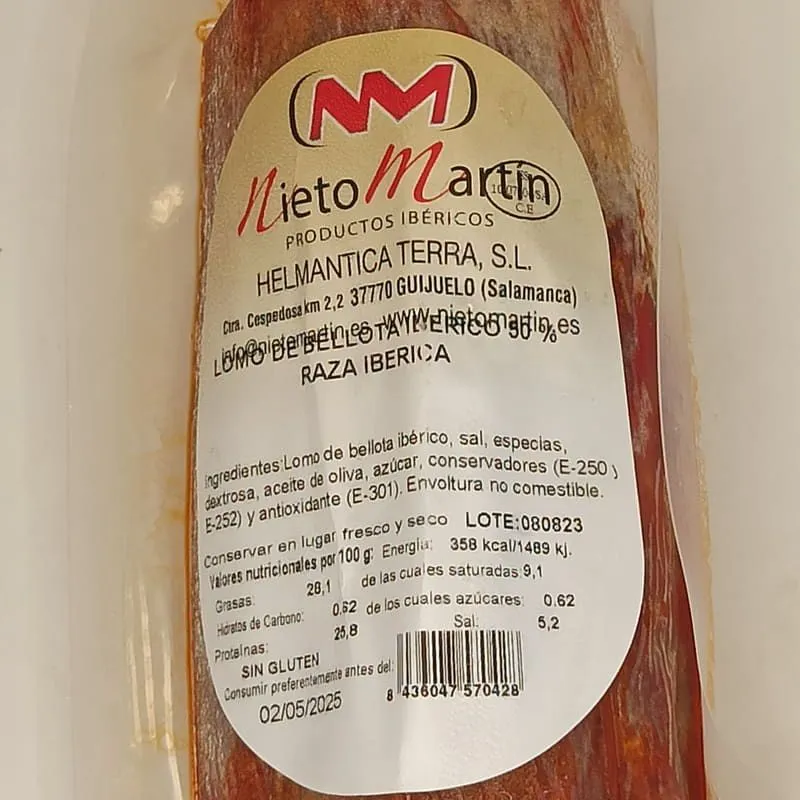 NM
Nieto Martín
PRODUCTOS IBÉRICOS
C.E
HELMANTICA TERRA, S.L.
Ctra. Cespedosa km 2,2 37770 GUIJUELO (Salamanca)
info@nietomartin.es www.nietomartin.es
LOMO DE BELLOTA IBERICO 50 %
RAZA IBERICA
Ingredientes:Lomo de bellota ibérico, sal, especias,
dextrosa, aceite de oliva, azúcar, conservadores (E-250 )
E-252) y antioxidante (E-301). Envoltura no comestible.
Conservar en lugar fresco y seco LOTE:080823
Valores nutricionales por 100 g: Energía: 358 kcal/1489 kj.
Grasas: 28,1 de las cuales saturadas:9,1
Hidratos de Carbono: 0.62 de los cuales azúcares: 0.62
Proteínas: 25,8 Sal: 5,2
SIN GLUTEN
Consumir preferentemente antes del:
02/05/2025
8 436047 570428